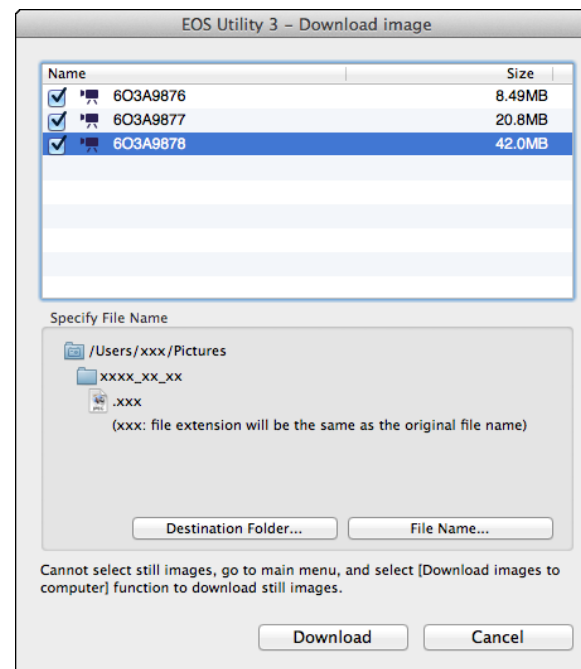 EOS Utility 3 – Download image
Name Size
6O3A9876 8.49MB
6O3A9877 20.8MB
6O3A9878 42.0MB
Specify File Name
/Users/xxx/Pictures
xxxx_xx_xx
.xxx
(xxx: file extension will be the same as the original file name)
Destination Folder... File Name...
Cannot select still images, go to main menu, and select [Download images to
computer] function to download still images.
Download Cancel